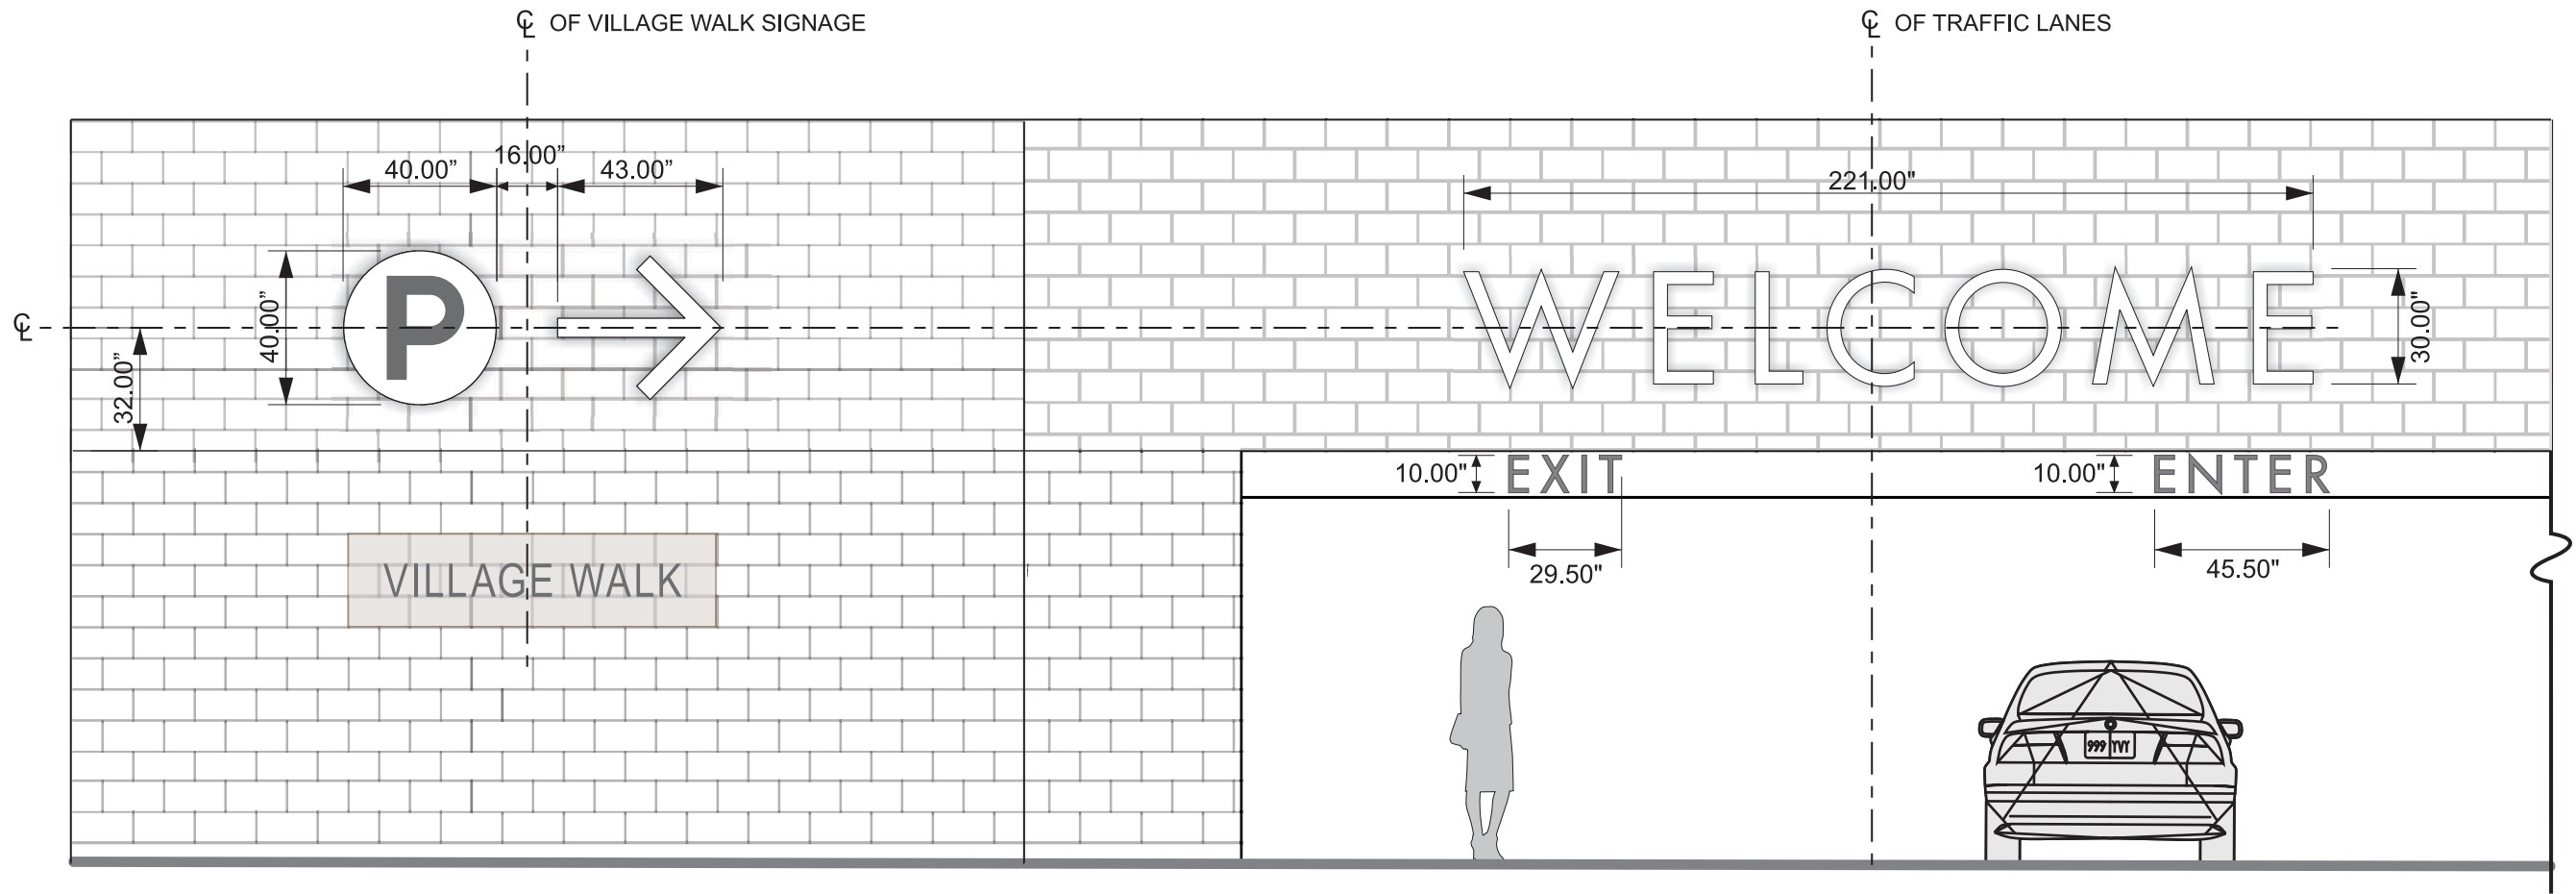 ℄ OF VILLAGE WALK SIGNAGE
℄ OF TRAFFIC LANES
40.00”
16.00”
43.00”
221.00"
℄
40.00”
32.00”
P
WELCOME
30.00"
10.00"
EXIT
10.00"
ENTER
29.50"
45.50"
VILLAGE WALK
999 YVY